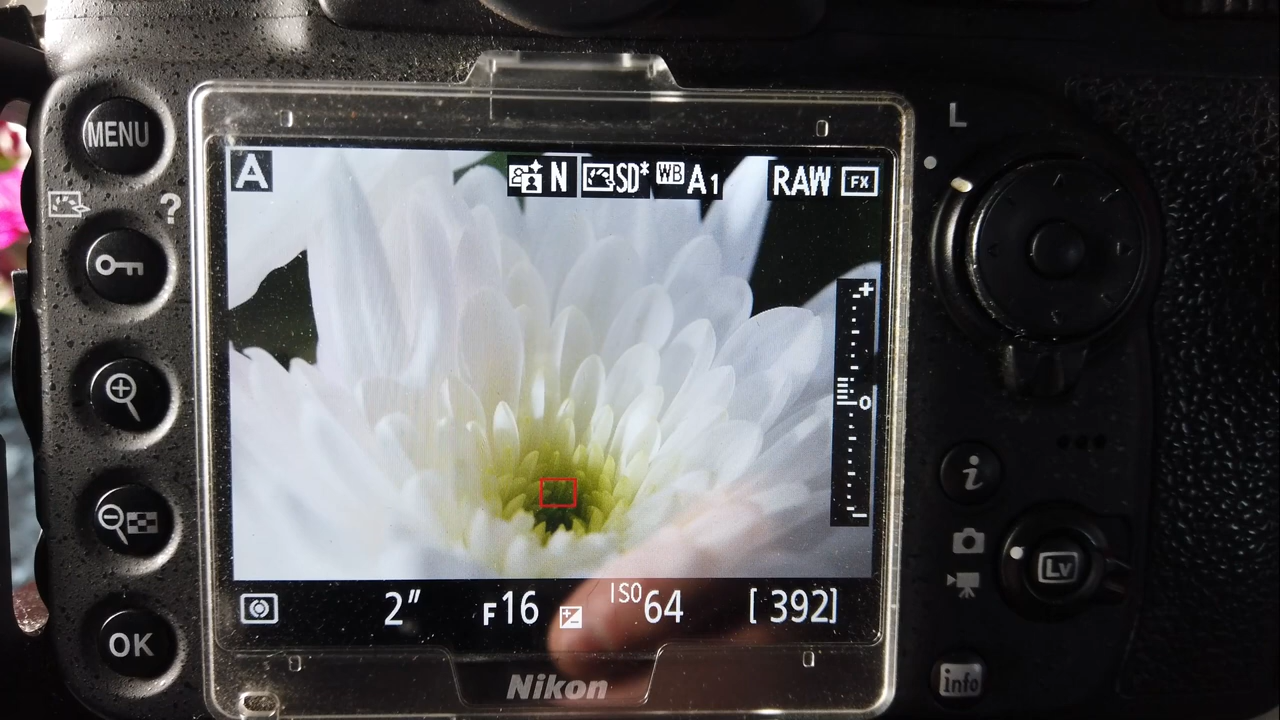 MENU
?
OK
L
A
N
SD*
WB A1
RAW
FX
+
0
-
2"
F16
ISO 64
[ 392]
Nikon
i
Lv
info